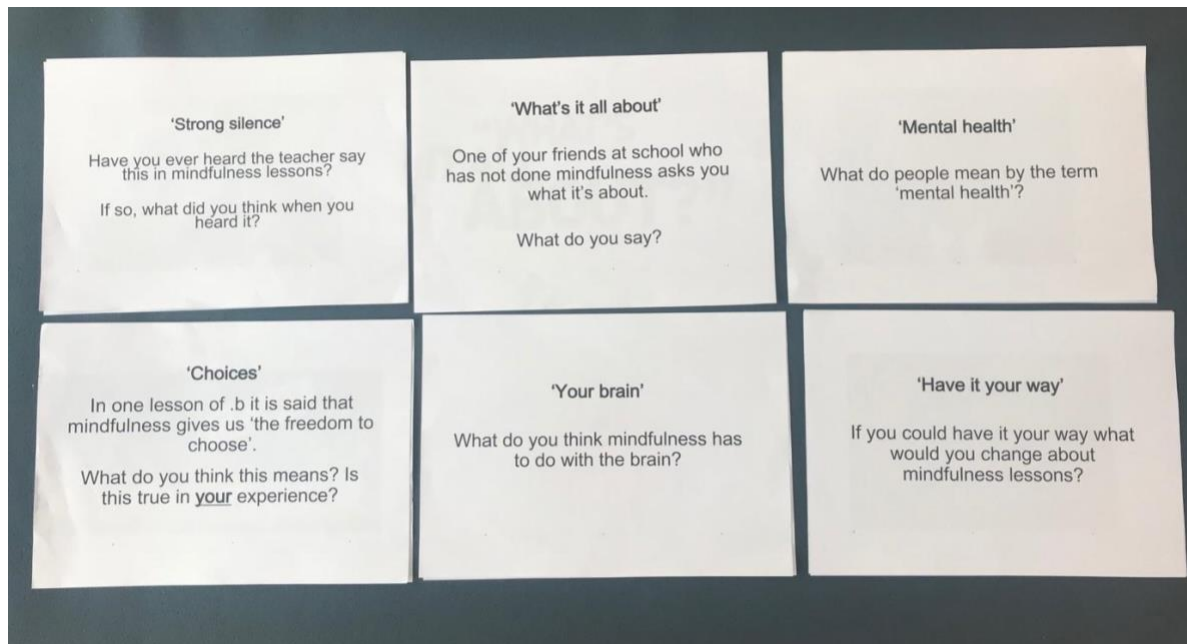 ‘Strong silence’
Have you ever heard the teacher say
this in mindfulness lessons?
If so, what did you think when you
heard it?
‘What’s it all about’
One of your friends at school who
has not done mindfulness asks you
what it’s about.
What do you say?
‘Mental health’
What do people mean by the term
‘mental health’?
‘Choices’
In one lesson of .b it is said that
mindfulness gives us ‘the freedom to
choose’.
What do you think this means? Is
this true in your experience?
‘Your brain’
What do you think mindfulness has
to do with the brain?
‘Have it your way’
If you could have it your way what
would you change about
mindfulness lessons?